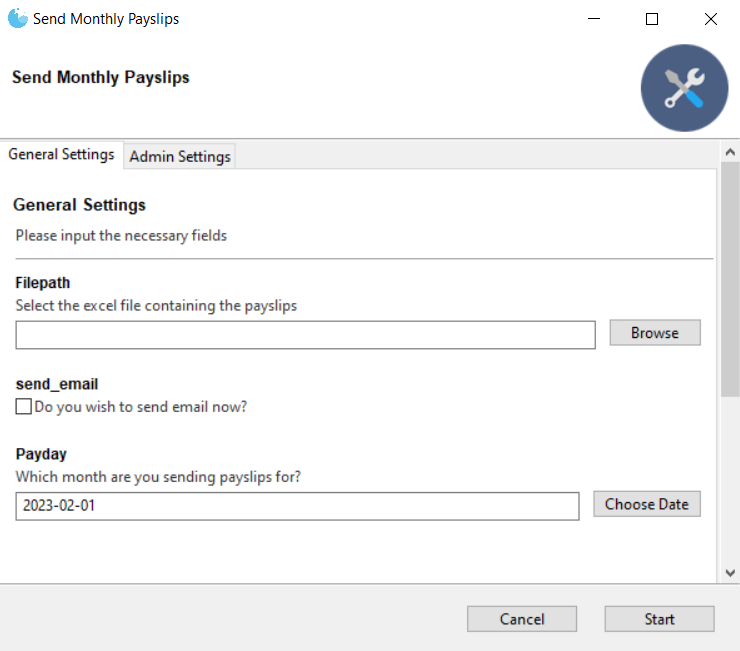 Send Monthly Payslips
Send Monthly Payslips
General Settings
Admin Settings
General Settings
Please input the necessary fields
Filepath
Select the excel file containing the payslips
Browse
send_email
Do you wish to send email now?
Payday
Which month are you sending payslips for?
2023-02-01
Choose Date
Cancel
Start